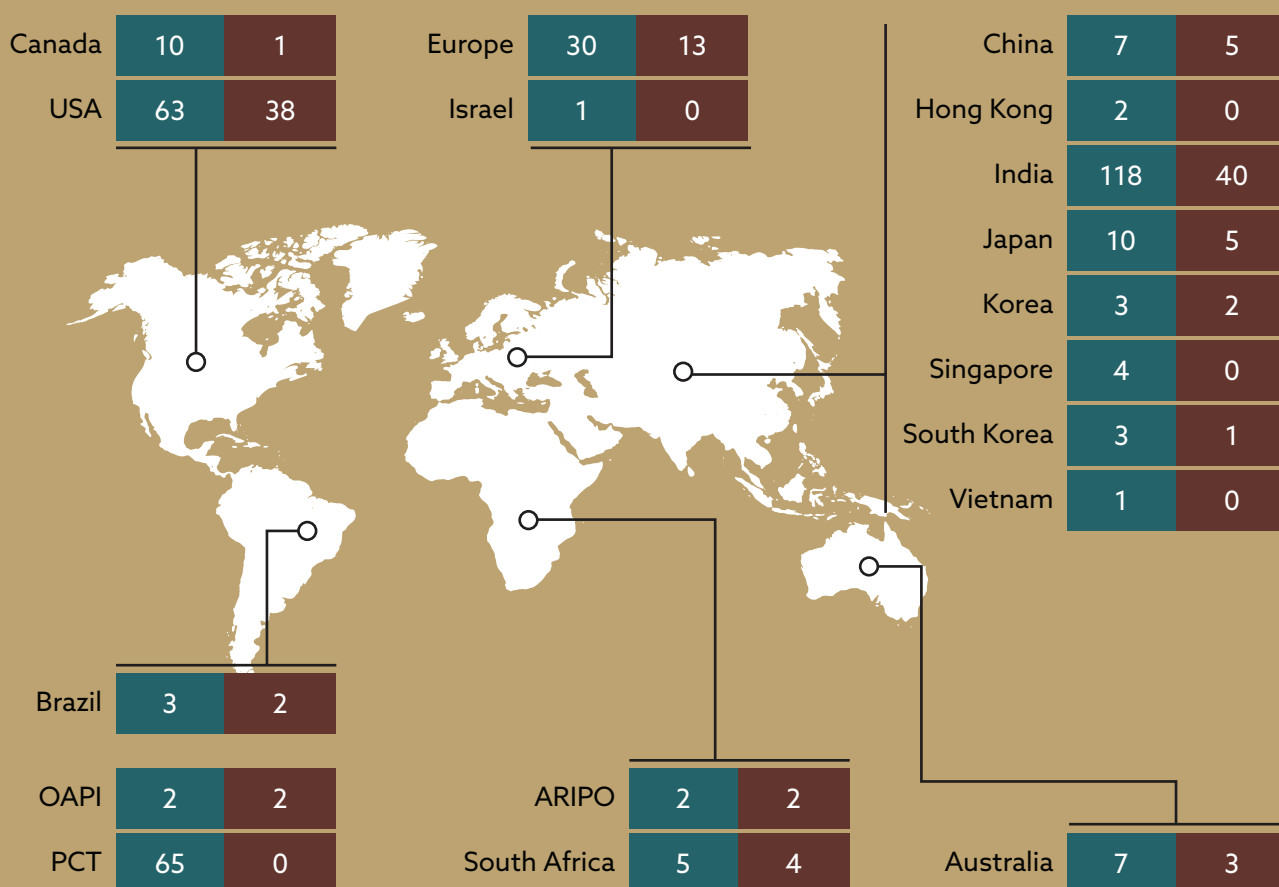 Canada 10 1
USA 63 38
Europe 30 13
Israel 1 0
China 7 5
Hong Kong 2 0
India 118 40
Japan 10 5
Korea 3 2
Singapore 4 0
South Korea 3 1
Vietnam 1 0
Brazil 3 2
OAPI 2 2
PCT 65 0
ARIPO 2 2
South Africa 5 4
Australia 7 3